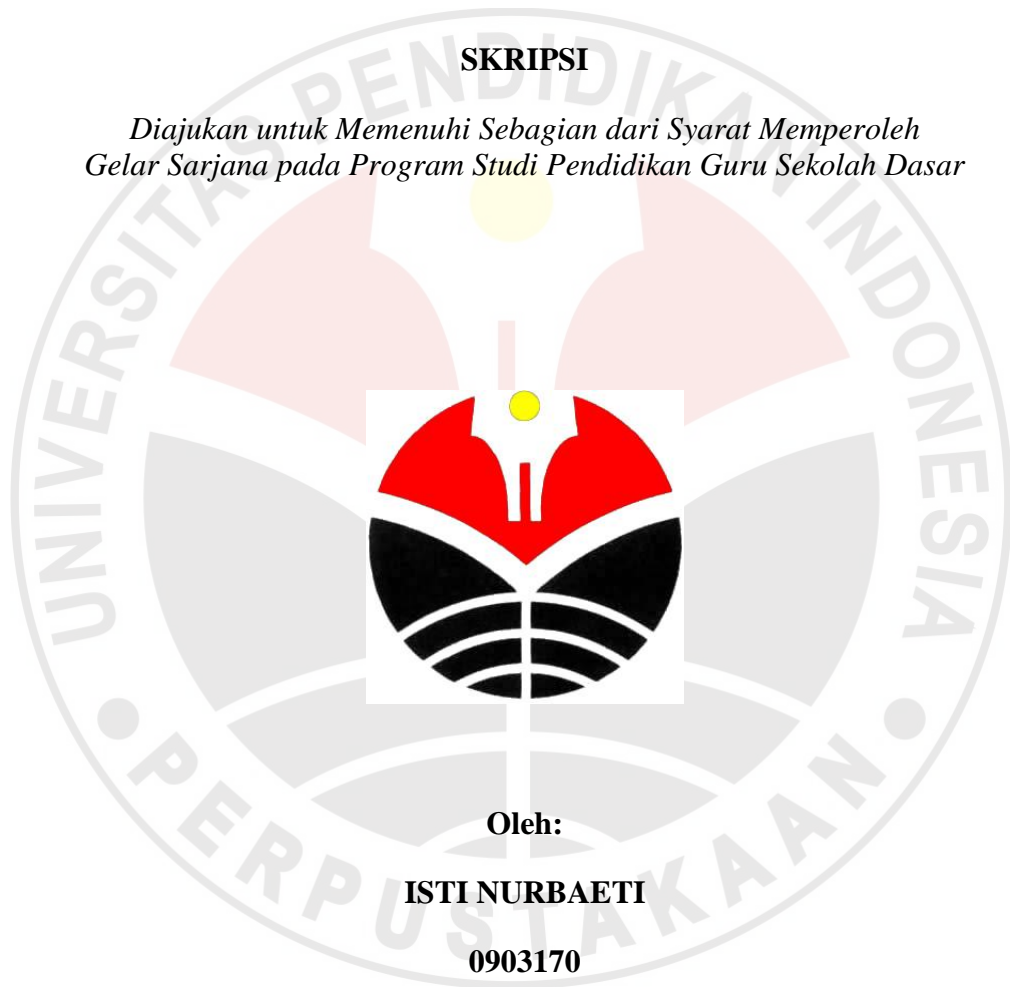 SKRIPSI
Diajukan untuk Memenuhi Sebagian dari Syarat Memperoleh
Gelar Sarjana pada Program Studi Pendidikan Guru Sekolah Dasar
UNIVERSITAS PENDIDIKAN INDONESIA
PERPUSTAKAAN
Oleh:
ISTI NURBAETI
0903170